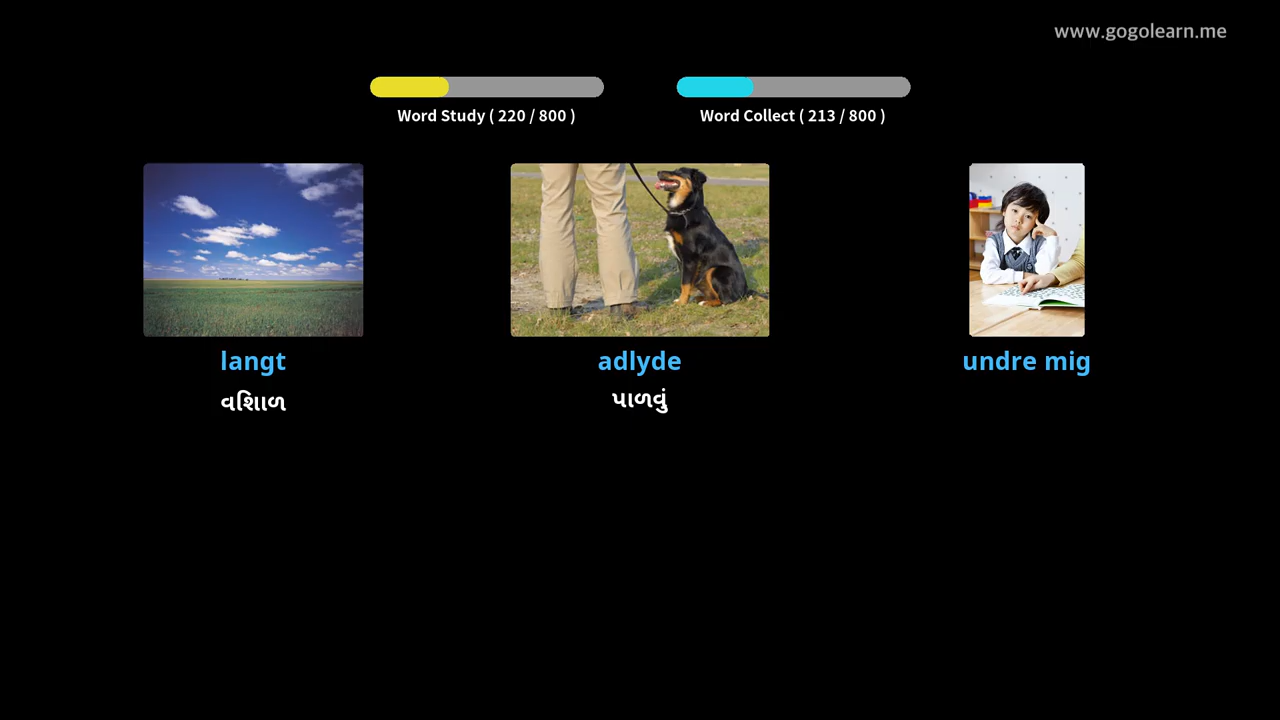 www.gogolearn.me
Word Study ( 220 / 800 )
Word Collect ( 213 / 800 )
langt
adlyde
undre mig
વિશાળ
પાળવું